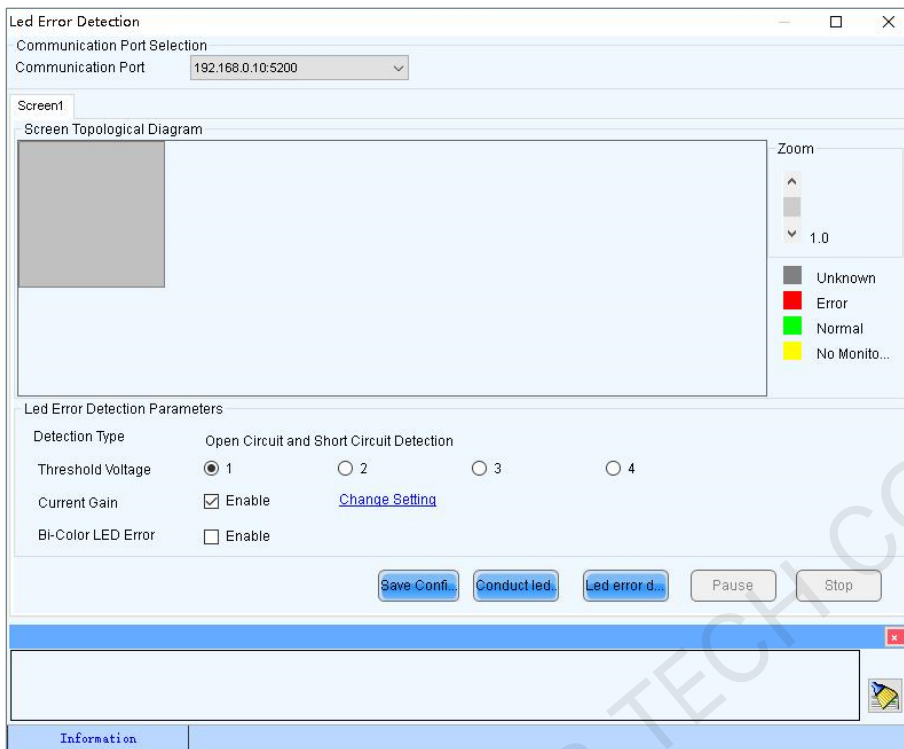 Led Error Detection
Communication Port Selection
Communication Port 192.168.0.10:5200
Screen1
Screen Topological Diagram
Zoom
1.0
Unknown
Error
Normal
No Monito...
Led Error Detection Parameters
Detection Type Open Circuit and Short Circuit Detection
Threshold Voltage 1 2 3 4
Current Gain Enable Change Setting
Bi-Color LED Error Enable
Save Confi... Conduct led... Led error d... Pause Stop
Information
TECH CO